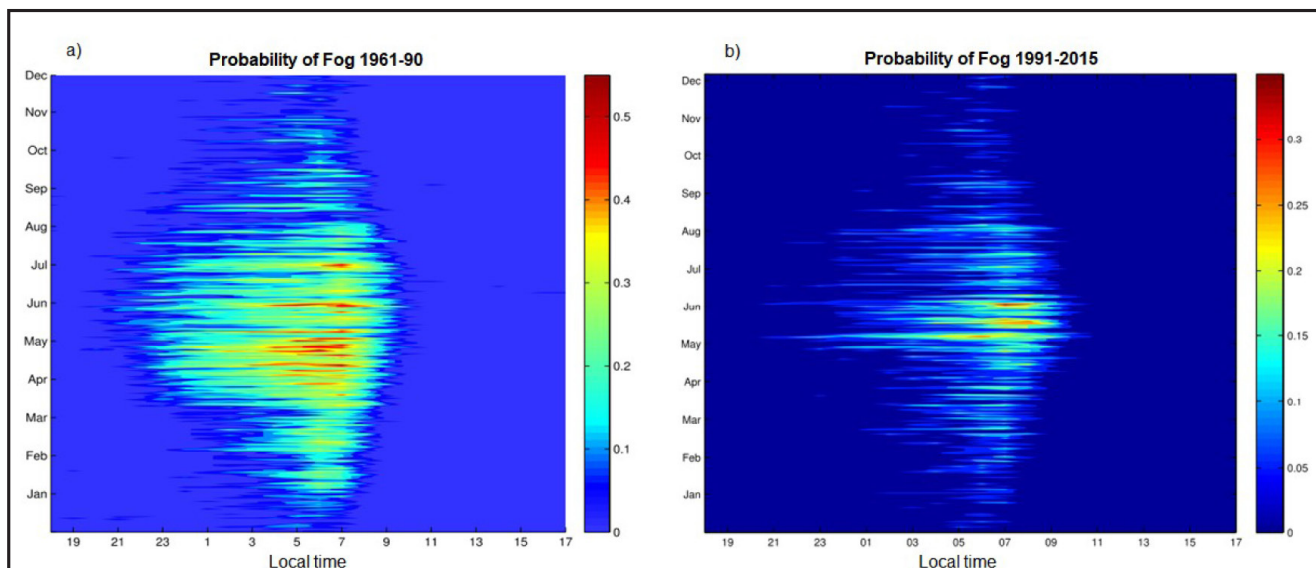 a)
Probability of Fog 1961-90
Dec
Nov
Oct
Sep
Aug
Jul
Jun
May
Apr
Mar
Feb
Jan
19 21 23 1 3 5 7 9 11 13 15 17
Local time
0.5
0.4
0.3
0.2
0.1
0
b)
Probability of Fog 1991-2015
Dec
Nov
Oct
Sep
Aug
Jul
Jun
May
Apr
Mar
Feb
Jan
19 21 23 01 03 05 07 09 11 13 15 17
Local time
0.3
0.25
0.2
0.15
0.1
0.05
0